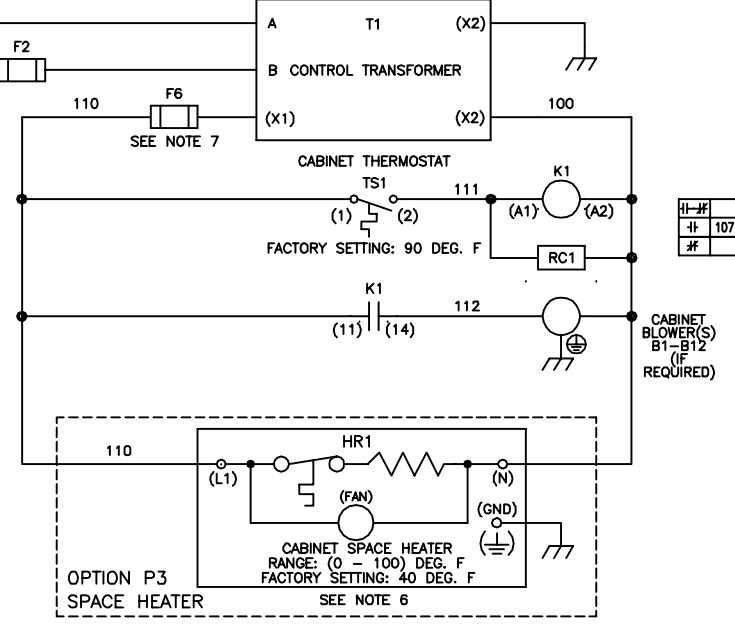 A T1 (X2)
F2
B CONTROL TRANSFORMER
110 F6 (X1) (X2) 100
SEE NOTE 7
CABINET THERMOSTAT
TS1 111 K1
(1) (2) (A1) (A2)
FACTORY SETTING: 90 DEG. F
RC1
107
K1 112
(11) (14)
CABINET
BLOWER(S)
B1-B12
(IF
REQUIRED)
110 HR1
(L1) (N)
(FAN) (GND)
CABINET SPACE HEATER
RANGE: (0 - 100) DEG. F
FACTORY SETTING: 40 DEG. F
OPTION P3
SPACE HEATER
SEE NOTE 6